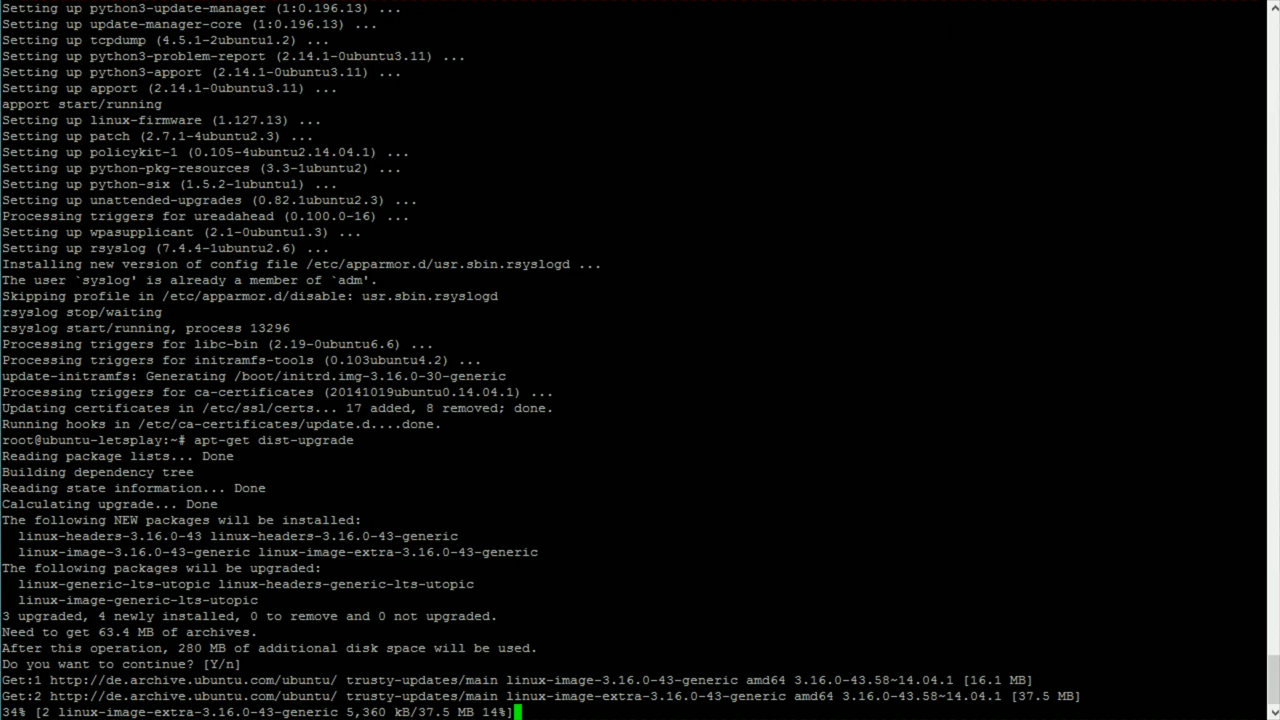 Setting up python3-update-manager (1:0.196.13) ...
Setting up update-manager-core (1:0.196.13) ...
Setting up tcpdump (4.5.1-2ubuntu1.2) ...
Setting up python3-problem-report (2.14.1-0ubuntu3.11) ...
Setting up python3-apport (2.14.1-0ubuntu3.11) ...
Setting up apport (2.14.1-0ubuntu3.11) ...
apport start/running
Setting up linux-firmware (1.127.13) ...
Setting up patch (2.7.1-4ubuntu2.3) ...
Setting up policykit-1 (0.105-4ubuntu2.14.04.1) ...
Setting up python-pkg-resources (3.3-1ubuntu2) ...
Setting up python-six (1.5.2-1ubuntu1) ...
Setting up unattended-upgrades (0.82.1ubuntu2.3) ...
Processing triggers for ureadahead (0.100.0-16) ...
Setting up wpasupplicant (2.1-0ubuntu1.3) ...
Setting up rsyslog (7.4.4-1ubuntu2.6) ...
Installing new version of config file /etc/apparmor.d/usr.sbin.rsyslogd ...
The user `syslog' is already a member of `adm'.
Skipping profile in /etc/apparmor.d/disable: usr.sbin.rsyslogd
rsyslog stop/waiting
rsyslog start/running, process 13296
Processing triggers for libc-bin (2.19-0ubuntu6.6) ...
Processing triggers for initramfs-tools (0.103ubuntu4.2) ...
update-initramfs: Generating /boot/initrd.img-3.16.0-30-generic
Processing triggers for ca-certificates (20141019ubuntu0.14.04.1) ...
Updating certificates in /etc/ssl/certs... 17 added, 8 removed; done.
Running hooks in /etc/ca-certificates/update.d....done.
root@ubuntu-letsplay:~# apt-get dist-upgrade
Reading package lists... Done
Building dependency tree
Reading state information... Done
Calculating upgrade... Done
The following NEW packages will be installed:
  linux-headers-3.16.0-43 linux-headers-3.16.0-43-generic
  linux-image-3.16.0-43-generic linux-image-extra-3.16.0-43-generic
The following packages will be upgraded:
  linux-generic-lts-utopic linux-headers-generic-lts-utopic
  linux-image-generic-lts-utopic
3 upgraded, 4 newly installed, 0 to remove and 0 not upgraded.
Need to get 63.4 MB of archives.
After this operation, 280 MB of additional disk space will be used.
Do you want to continue? [Y/n]
Get:1 http://de.archive.ubuntu.com/ubuntu/ trusty-updates/main linux-image-3.16.0-43-generic amd64 3.16.0-43.58~14.04.1 [16.1 MB]
Get:2 http://de.archive.ubuntu.com/ubuntu/ trusty-updates/main linux-image-extra-3.16.0-43-generic amd64 3.16.0-43.58~14.04.1 [37.5 MB]
34% [2 linux-image-extra-3.16.0-43-generic 5,360 kB/37.5 MB 14%]